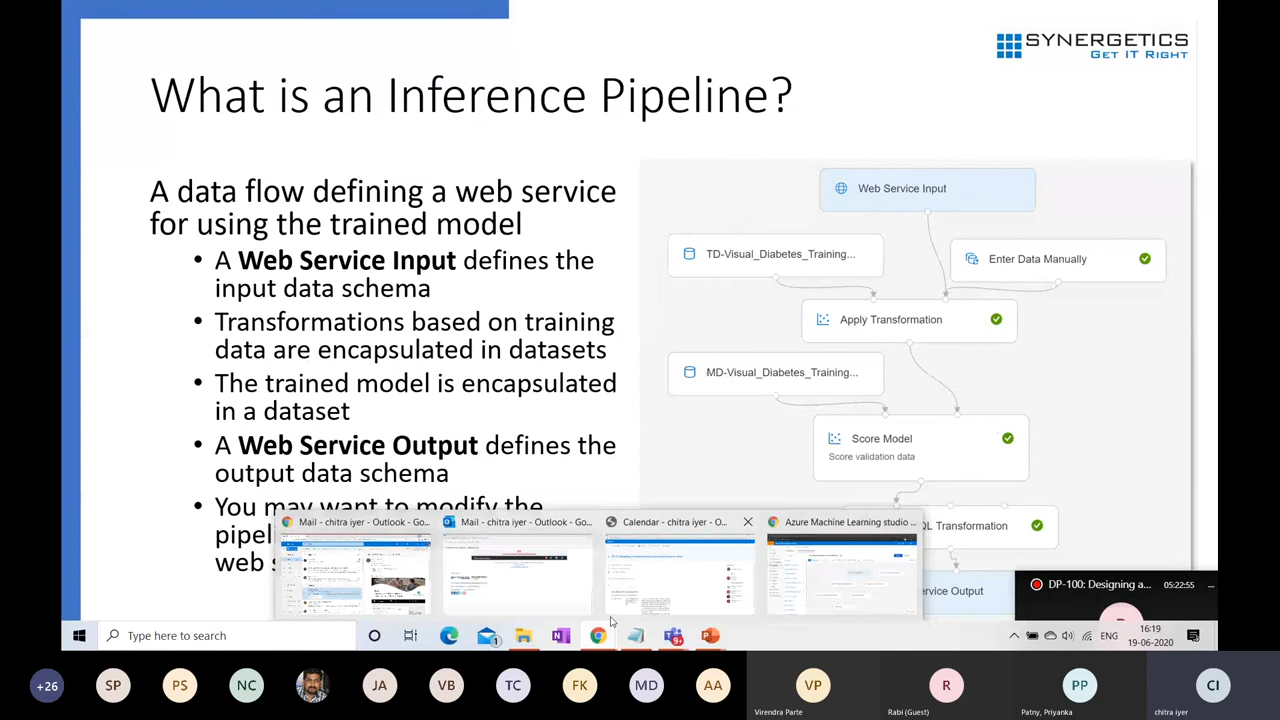 SYNERGETICS
GET IT RIGHT
What is an Inference Pipeline?
A data flow defining a web service
for using the trained model
• A Web Service Input defines the
input data schema
• Transformations based on training
data are encapsulated in datasets
• The trained model is encapsulated
in a dataset
• A Web Service Output defines the
output data schema
• You may want to modify the
pipeli
web s
Web Service Input
TD-Visual_Diabetes_Training...
Enter Data Manually
Apply Transformation
MD-Visual_Diabetes_Training...
Score Model
Score validation data
QL Transformation
ervice Output
Mail - chitra iyer - Outlook - Go...
Mail - chitra iyer - Outlook - Go...
Calendar - chitra iyer - O...
Azure Machine Learning studio ...
DP-100: Designing a...
05:22:55
Type here to search
1
9+
ENG
16:19
19-06-2020
+26
SP
PS
NC
JA
VB
TC
FK
MD
AA
VP
Virendra Parte
R
Rabi (Guest)
PP
Patny, Priyanka
CI
chitra iyer